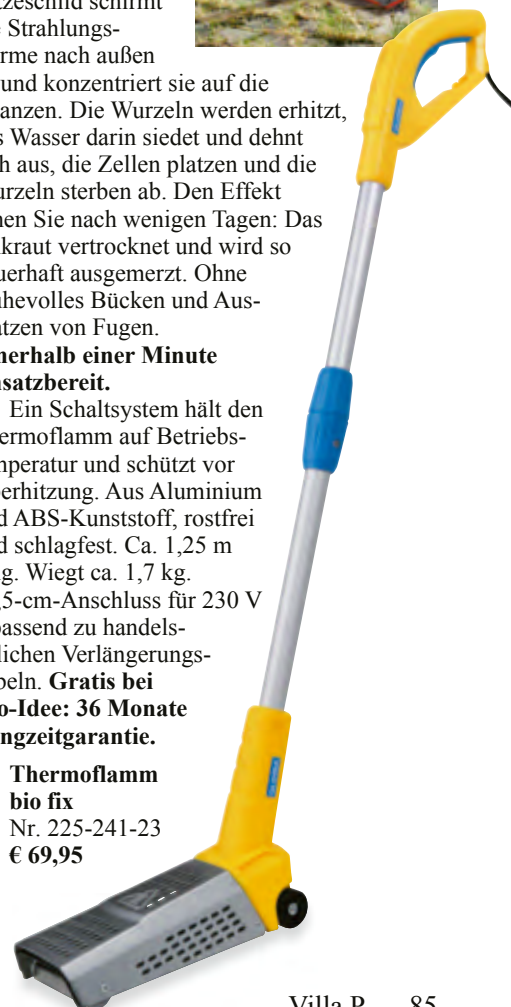 tzeschild schirmt
e Strahlungs-
rme nach außen
und konzentriert sie auf die
anzen. Die Wurzeln werden erhitzt,
s Wasser darin siedet und dehnt
h aus, die Zellen platzen und die
urzeln sterben ab. Den Effekt
hen Sie nach wenigen Tagen: Das
kraut vertrocknet und wird so
uerhaft ausgemerzt. Ohne
ühevolles Bücken und Aus-
atzen von Fugen.
nerhalb einer Minute
nsatzbereit.
Ein Schaltsystem hält den
ermoflamm auf Betriebs-
mperatur und schützt vor
berhitzung. Aus Aluminium
d ABS-Kunststoff, rostfrei
d schlagfest. Ca. 1,25 m
g. Wiegt ca. 1,7 kg.
,5-cm-Anschluss für 230 V
passend zu handels-
lichen Verlängerungs-
beln. Gratis bei
o-Idee: 36 Monate
ngzeitgarantie.
Thermoflamm
bio fix
Nr. 225-241-23
€ 69,95
Villa P 85